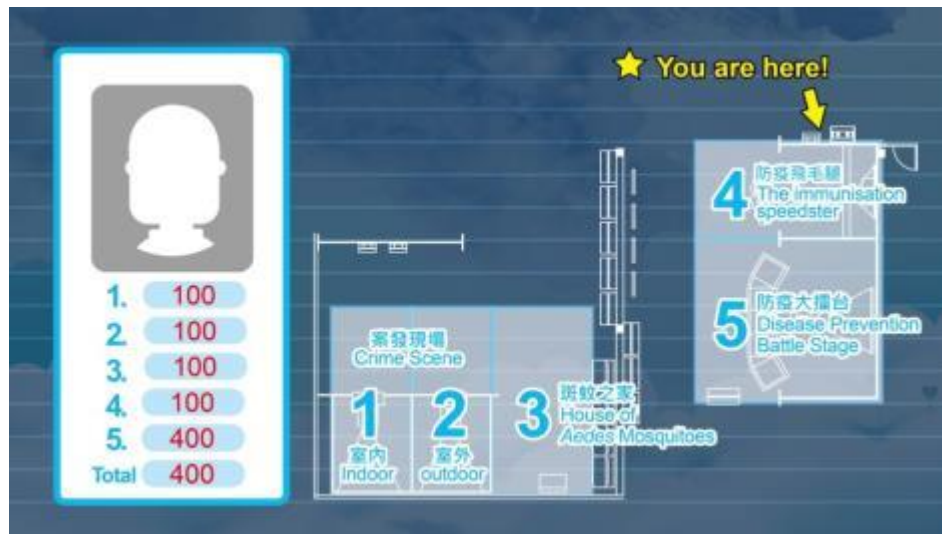 ★ You are here!
1. 100
2. 100
3. 100
4. 100
5. 400
Total 400
案發現場
Crime Scene
1
室內
Indoor
2
室外
outdoor
3
斑蚊之家
House of
Aedes Mosquitoes
4
防疫飛毛腿
The immunisation
speedster
5
防疫大擂台
Disease Prevention
Battle Stage